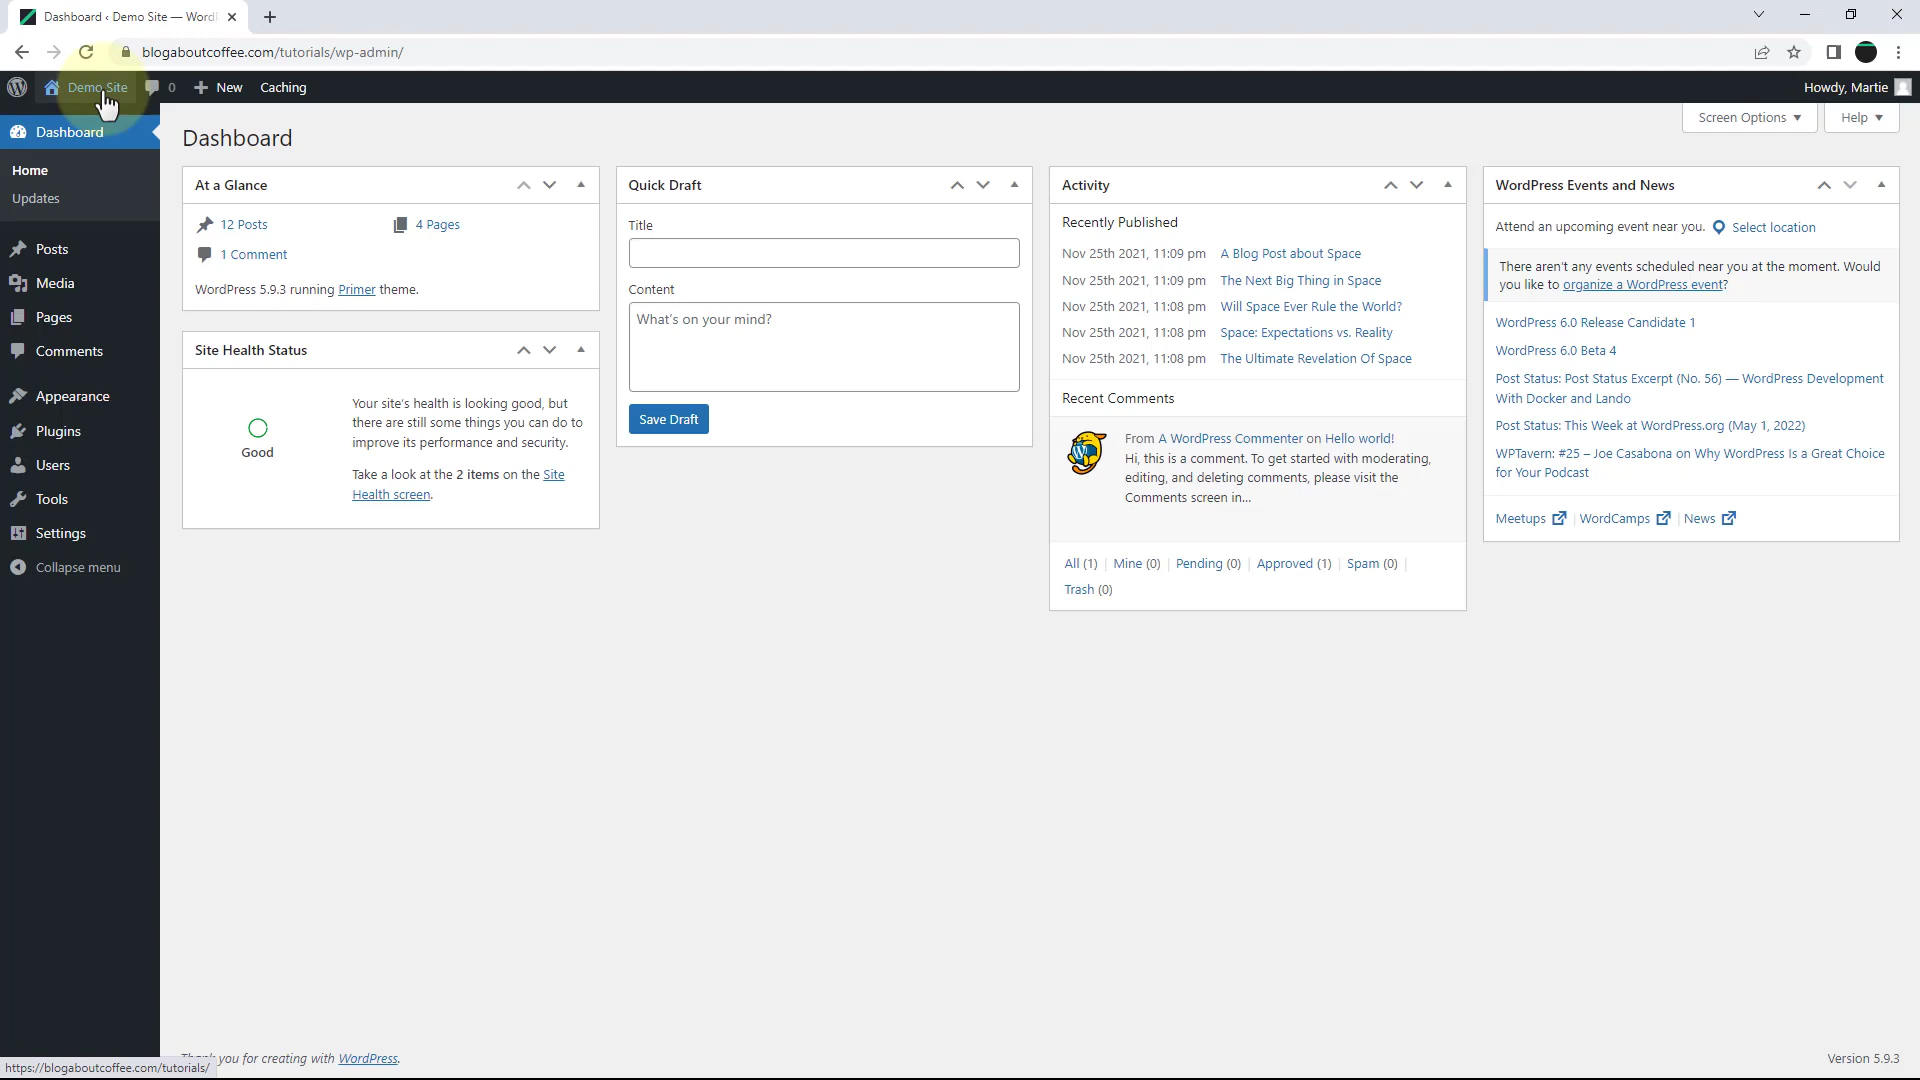 Dashboard ‹ Demo Site — Word
blogaboutcoffee.com/tutorials/wp-admin/
Demo Site 0 New Caching
Howdy, Martie
Dashboard
Home
Updates
Posts
Media
Pages
Comments
Appearance
Plugins
Users
Tools
Settings
Collapse menu
Dashboard
Screen Options Help
At a Glance
12 Posts 4 Pages
1 Comment
WordPress 5.9.3 running Primer theme.
Site Health Status
Good
Your site's health is looking good, but
there are still some things you can do to
improve its performance and security.
Take a look at the 2 items on the Site
Health screen.
Quick Draft
Title
Content
What's on your mind?
Save Draft
Activity
Recently Published
Nov 25th 2021, 11:09 pm A Blog Post about Space
Nov 25th 2021, 11:09 pm The Next Big Thing in Space
Nov 25th 2021, 11:08 pm Will Space Ever Rule the World?
Nov 25th 2021, 11:08 pm Space: Expectations vs. Reality
Nov 25th 2021, 11:08 pm The Ultimate Revelation Of Space
Recent Comments
From A WordPress Commenter on Hello world!
Hi, this is a comment. To get started with moderating,
editing, and deleting comments, please visit the
Comments screen in...
All (1) | Mine (0) | Pending (0) | Approved (1) | Spam (0) |
Trash (0)
WordPress Events and News
Attend an upcoming event near you. Select location
There aren't any events scheduled near you at the moment. Would
you like to organize a WordPress event?
WordPress 6.0 Release Candidate 1
WordPress 6.0 Beta 4
Post Status: Post Status Excerpt (No. 56) — WordPress Development
With Docker and Lando
Post Status: This Week at WordPress.org (May 1, 2022)
WPTavern: #25 – Joe Casabona on Why WordPress Is a Great Choice
for Your Podcast
Meetups | WordCamps | News
you for creating with WordPress.
Version 5.9.3
https://blogaboutcoffee.com/tutorials/